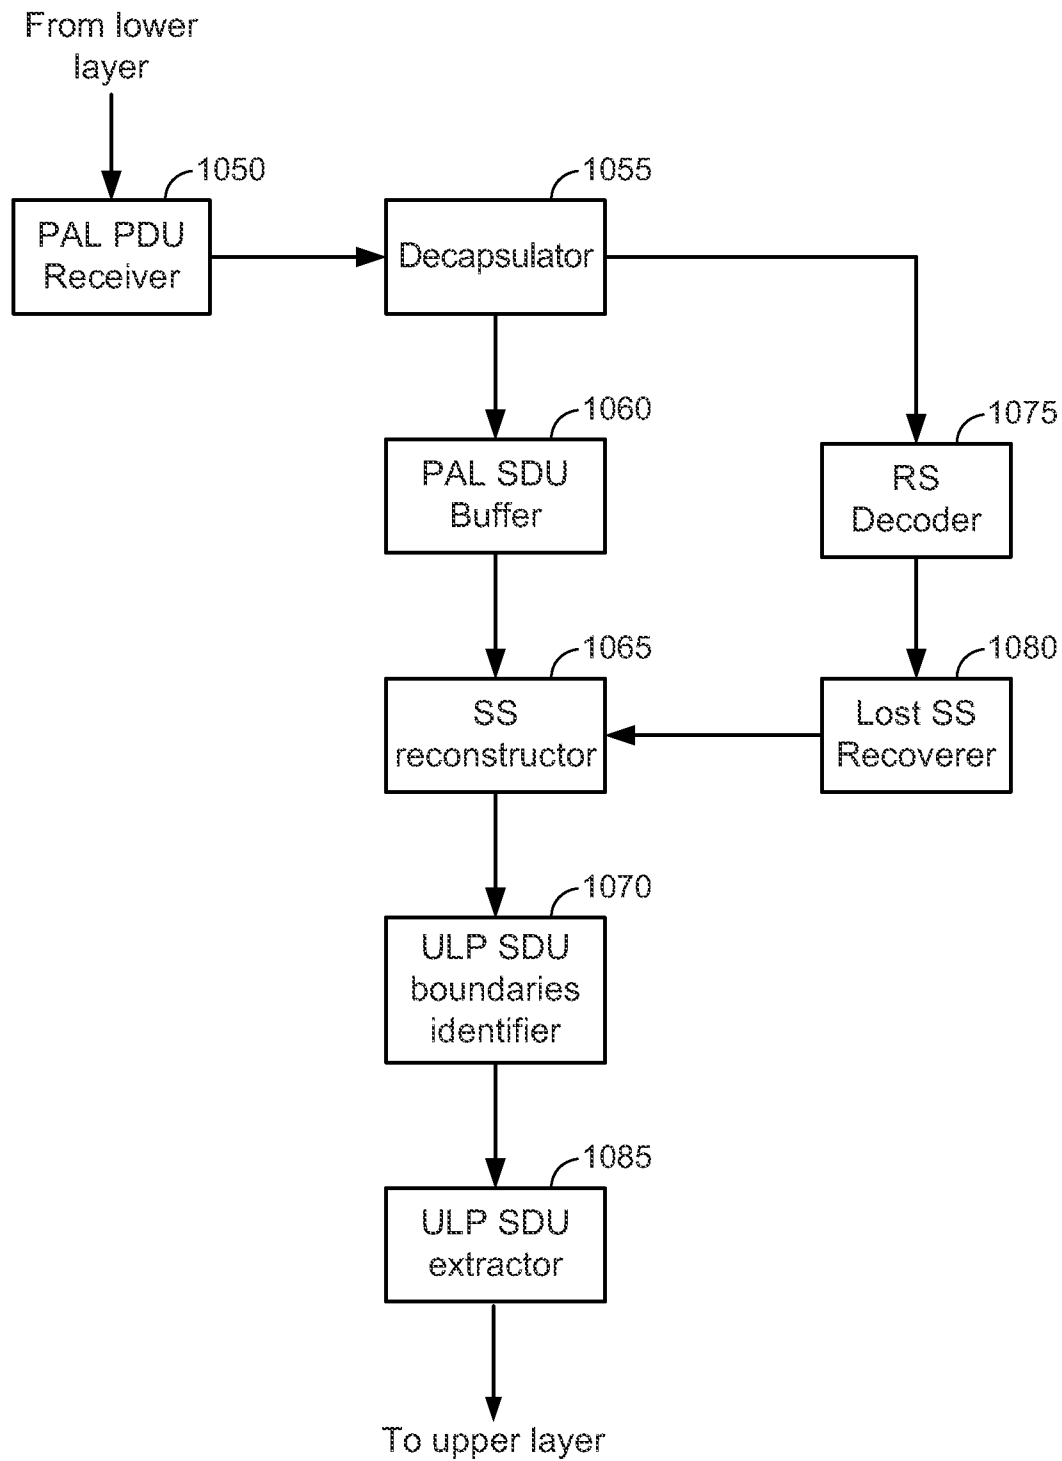 From lower
layer
1050
PAL PDU
Receiver
1055
Decapsulator
1060
PAL SDU
Buffer
1075
RS
Decoder
1065
SS
reconstructor
1080
Lost SS
Recoverer
1070
ULP SDU
boundaries
identifier
1085
ULP SDU
extractor
To upper layer